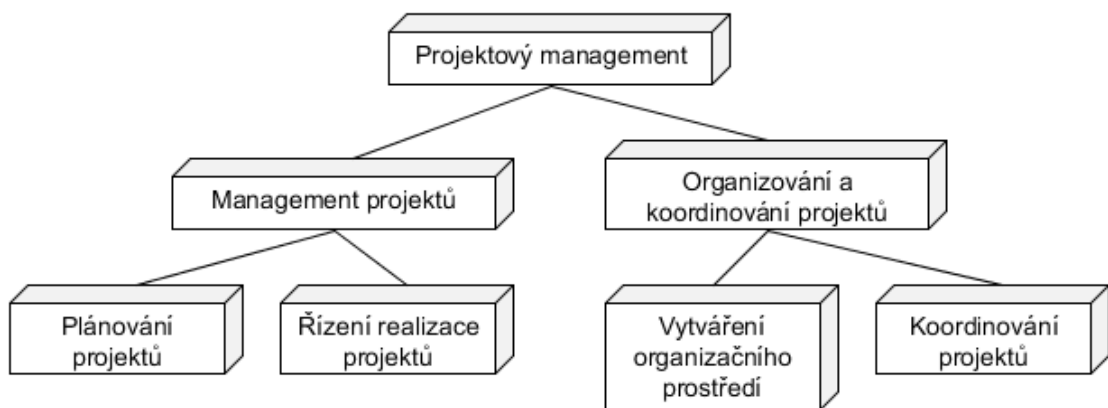 Projektový management
Management projektů
Organizování a
koordinování projektů
Plánování
projektů
Řízení realizace
projektů
Vytváření
organizačního
prostředí
Koordinování
projektů